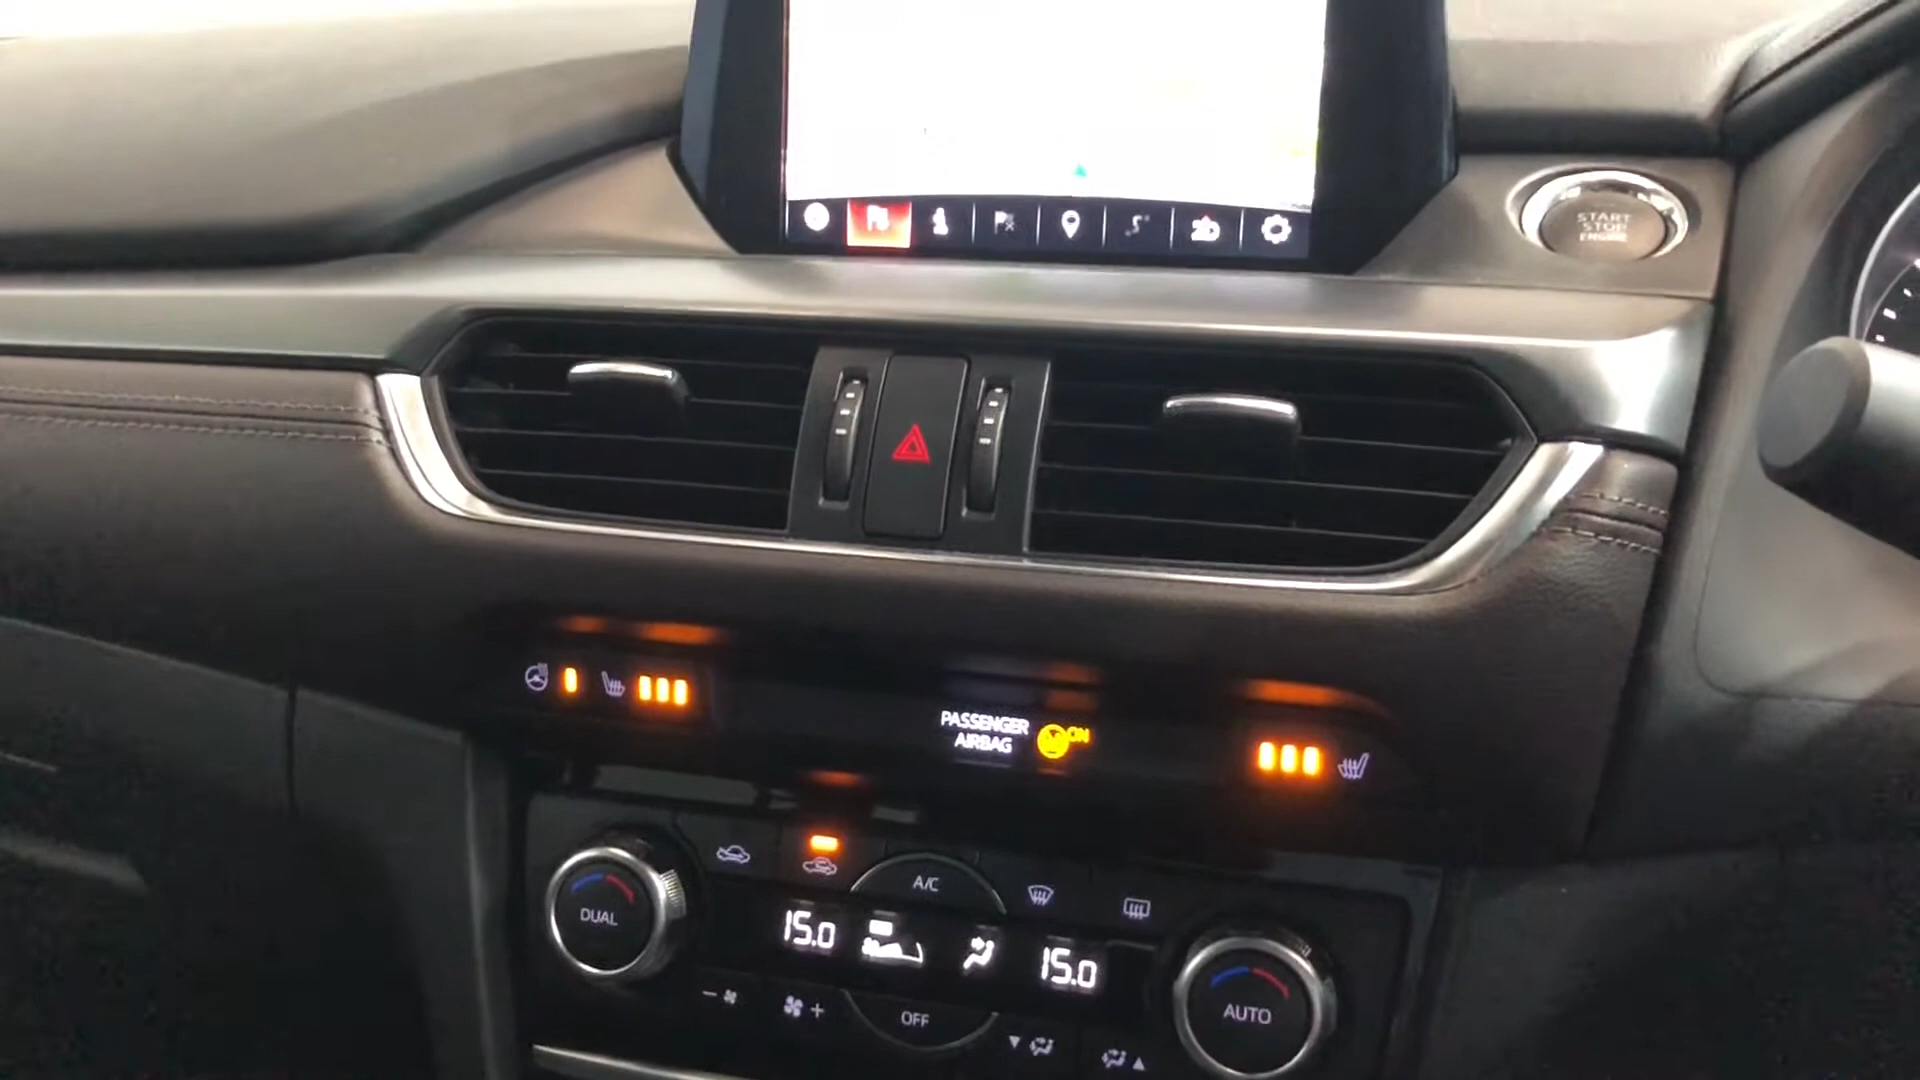 START
STOP
ENGINE
PASSENGER
AIRBAG
ON
A/C
DUAL
15.0
15.0
AUTO
OFF